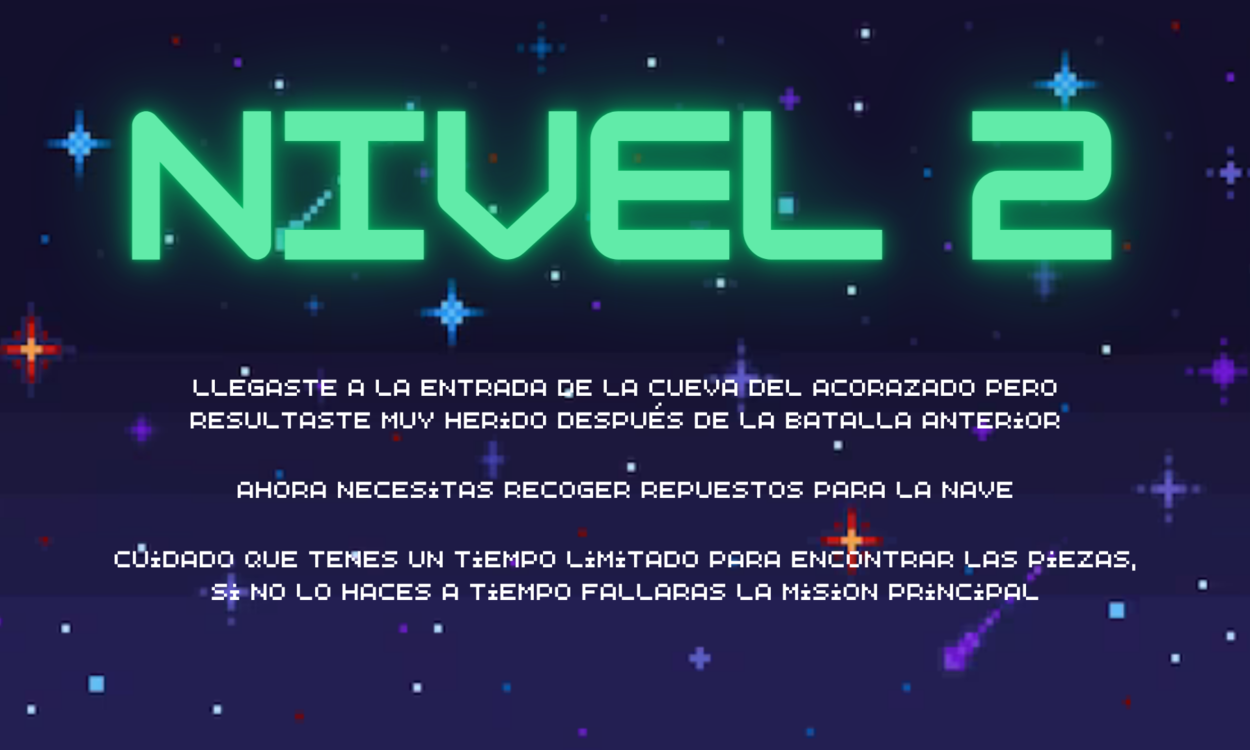 NIVEL 2
LLEGASTE A LA ENTRADA DE LA CUEVA DEL ACORAZADO PERO
RESULTASTE MUY HERIDO DESPUÉS DE LA BATALLA ANTERIOR
AHORA NECESITAS RECOGER REPUESTOS PARA LA NAVE
CUIDADO QUE TEMES UN TIEMPO LIMITADO PARA ENCONTRAR LAS PIEZAS,
SI NO LO HACES A TIEMPO FALLARAS LA MISION PRINCIPAL